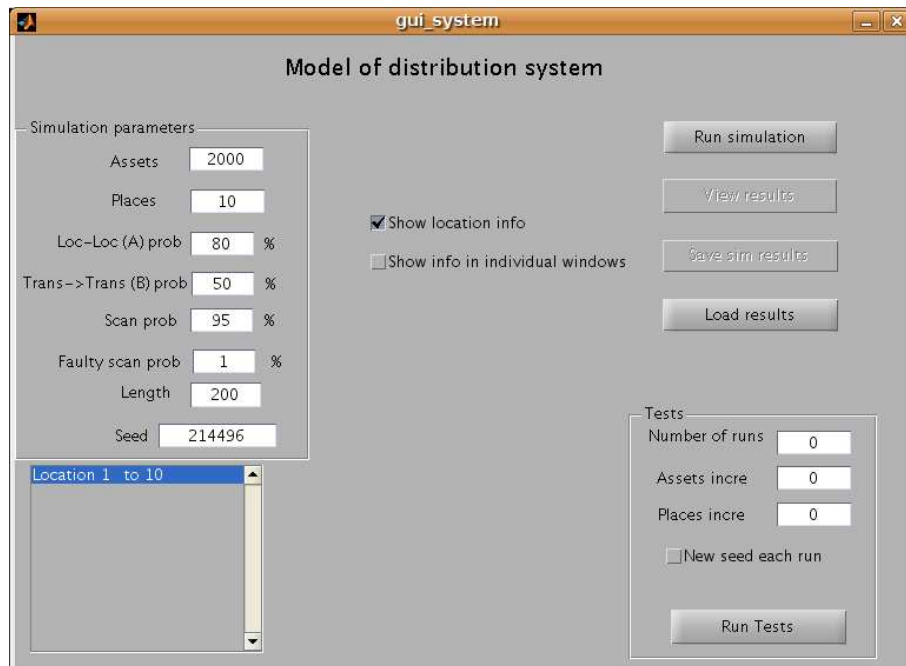 gui_system
Model of distribution system
Simulation parameters
Assets 2000
Places 10
Loc-Loc (A) prob 80 %
Trans->Trans (B) prob 50 %
Scan prob 95 %
Faulty scan prob 1 %
Length 200
Seed 214496
Location 1 to 10
Show location info
Show info in individual windows
Run simulation
View results
Save sim results
Load results
Tests
Number of runs 0
Assets incre 0
Places incre 0
New seed each run
Run Tests